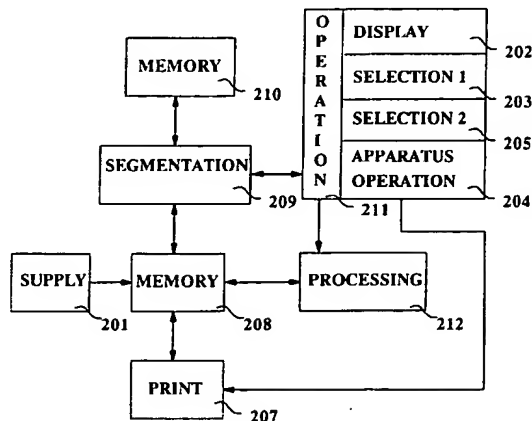 OPERATION
DISPLAY
202
SELECTION 1
203
SELECTION 2
205
APPARATUS
OPERATION
204
211
MEMORY
210
SEGMENTATION
209
SUPPLY
201
MEMORY
208
PROCESSING
212
PRINT
207